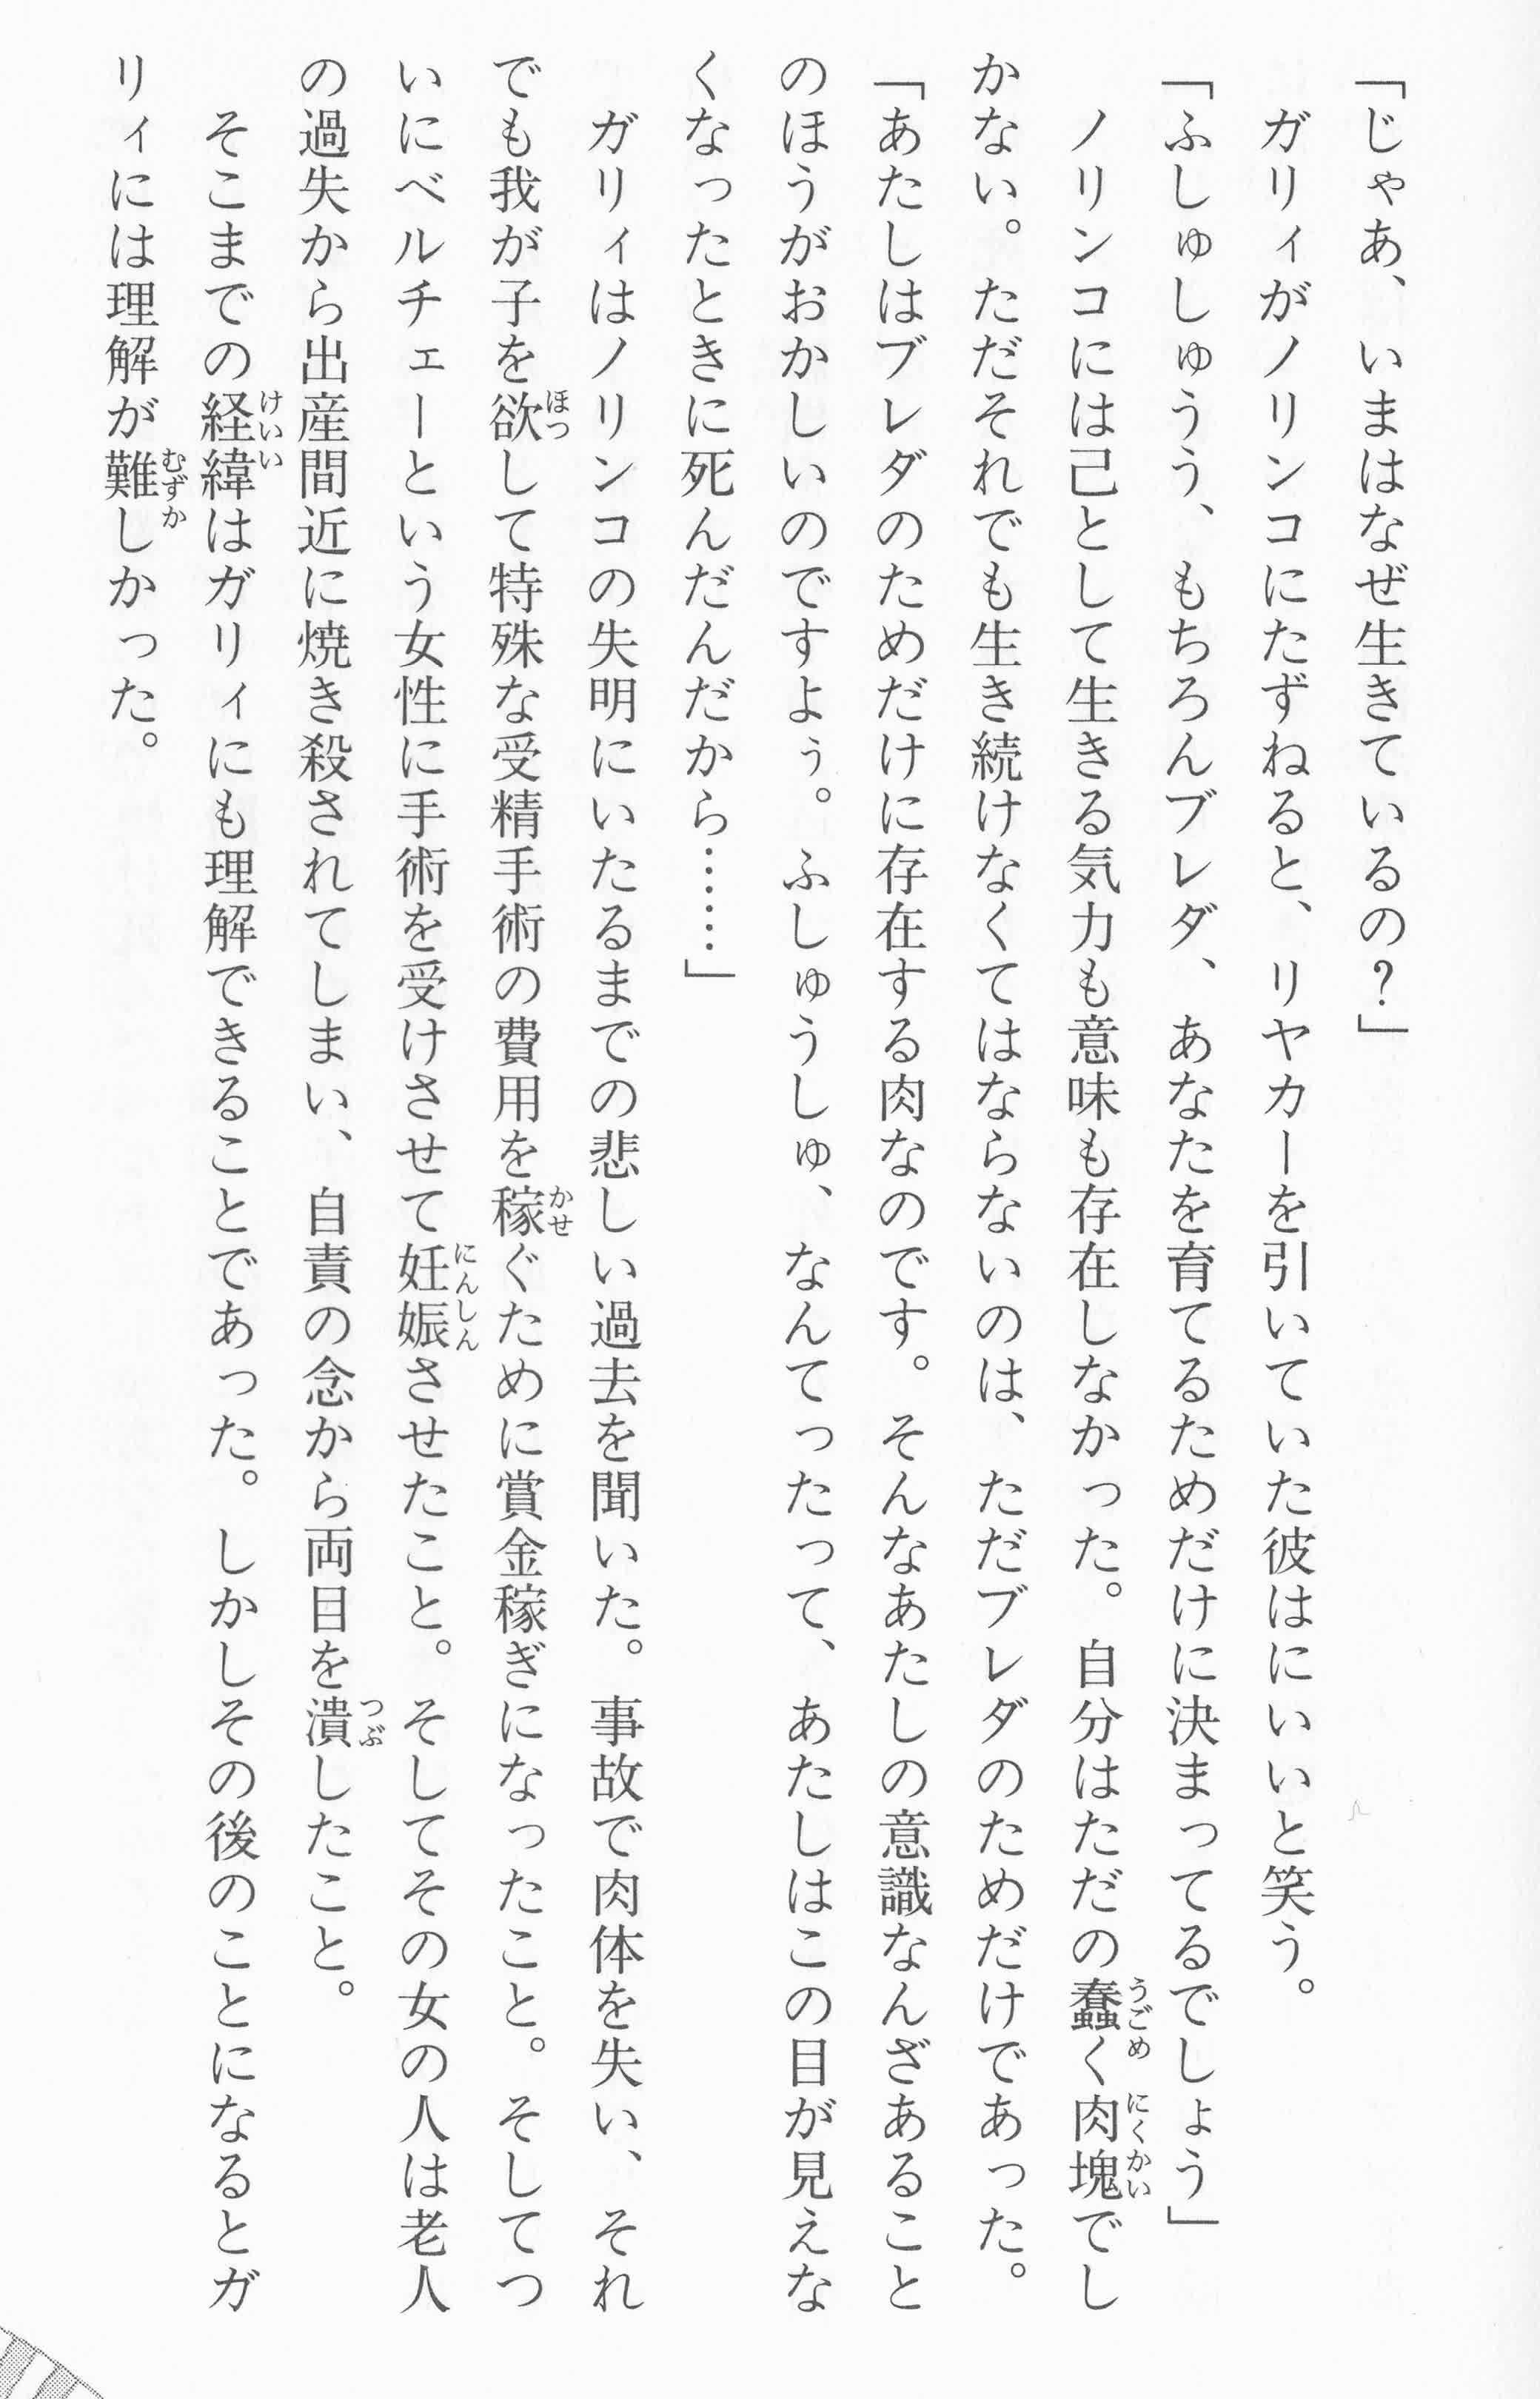 「じゃあ、いまはなぜ生きているの？」
　ガリィがノリンコにたずねると、リヤカーを引いていた彼はにいいと笑う。
「ふしゅしゅうう、もちろんブレダ、あなたを育てるためだけに決まってるでしょう」
　ノリンコには己として生きる気力も意味も存在しなかった。自分はただの蠢く肉塊でし
かない。ただそれでも生き続けなくてはならないのは、ただブレダのためだけであった。
「あたしはブレダのためだけに存在する肉なのです。そんなあたしの意識なんざあること
のほうがおかしいのですよぅ。ふしゅうしゅ、なんてったって、あたしはこの目が見えな
くなったときに死んだんだから……」
　ガリィはノリンコの失明にいたるまでの悲しい過去を聞いた。事故で肉体を失い、それ
でも我が子を欲して特殊な受精手術の費用を稼ぐために賞金稼ぎになったこと。そしてつ
いにベルチェーという女性に手術を受けさせて妊娠させたこと。そしてその女の人は老人
の過失から出産間近に焼き殺されてしまい、自責の念から両目を潰したこと。
　そこまでの経緯はガリィにも理解できることであった。しかしその後のことになるとガ
リィには理解が難しかった。